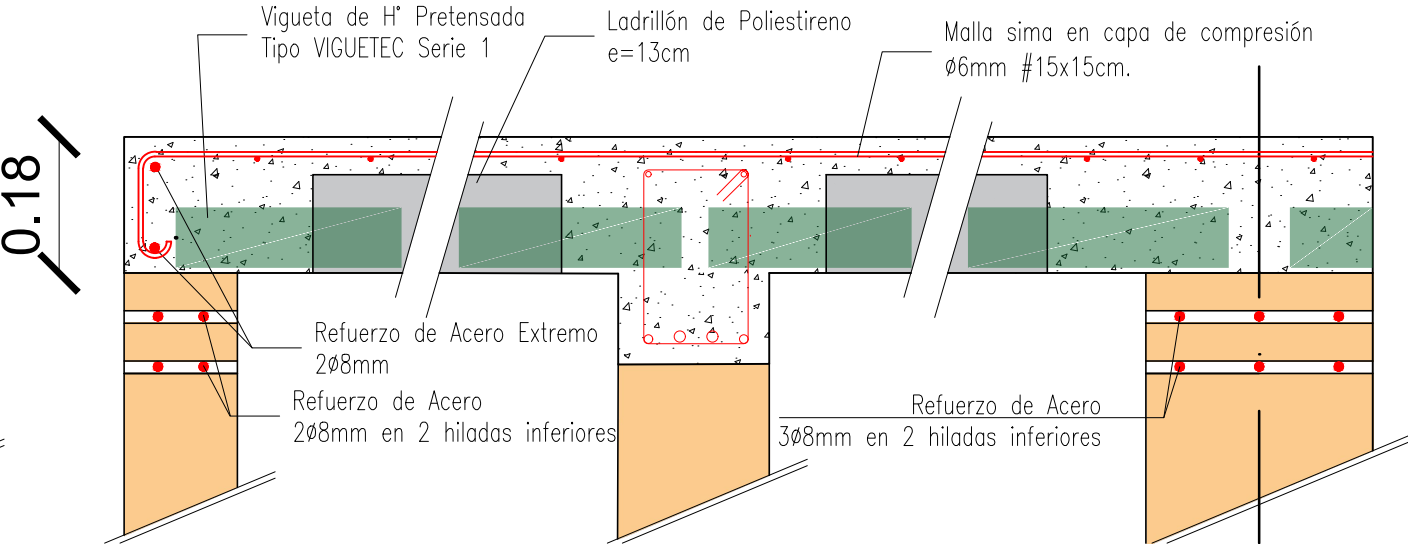 Vigueta de H° Pretensada
Tipo VIGUETEC Serie 1
Ladrillón de Poliestireno
e=13cm
Malla sima en capa de compresión
Ø6mm #15x15cm.
0.18
Refuerzo de Acero Extremo
2Ø8mm
Refuerzo de Acero
2Ø8mm en 2 hiladas inferiores
Refuerzo de Acero
3Ø8mm en 2 hiladas inferiores